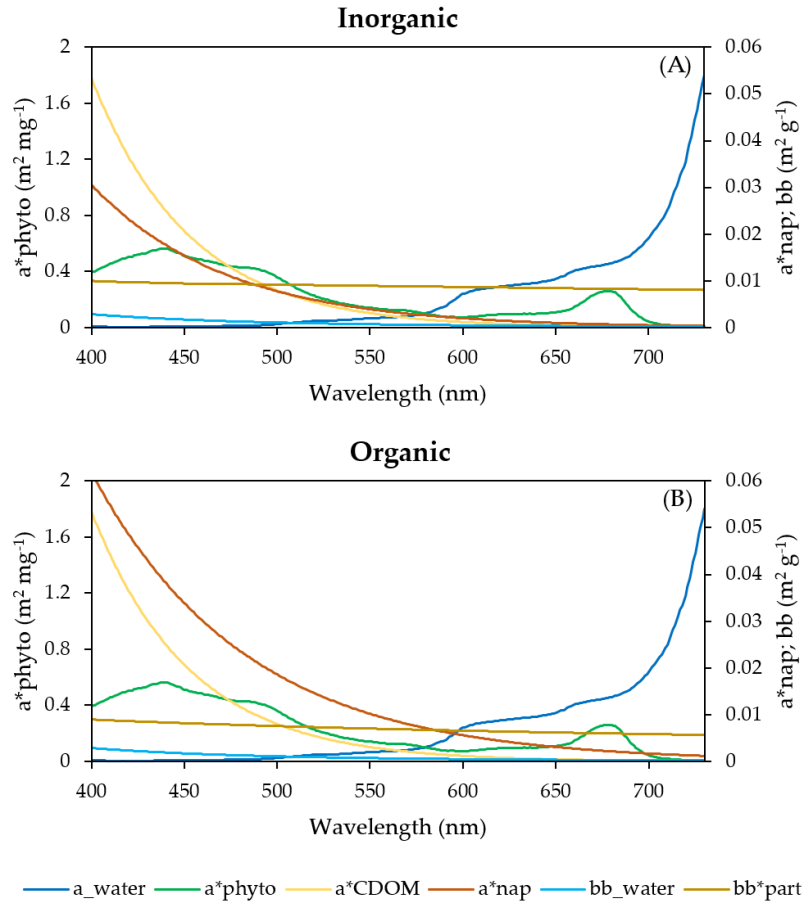 Inorganic
(A)
2
1.6
1.2
0.8
0.4
0
a*phyto (m² mg⁻¹)
0.06
0.05
0.04
0.03
0.02
0.01
0
a*nap; bb (m² g⁻¹)
400 450 500 550 600 650 700
Wavelength (nm)
Organic
(B)
2
1.6
1.2
0.8
0.4
0
a*phyto (m² mg⁻¹)
0.06
0.05
0.04
0.03
0.02
0.01
0
a*nap; bb (m² g⁻¹)
400 450 500 550 600 650 700
Wavelength (nm)
a_water a*phyto a*CDOM a*nap bb_water bb*part